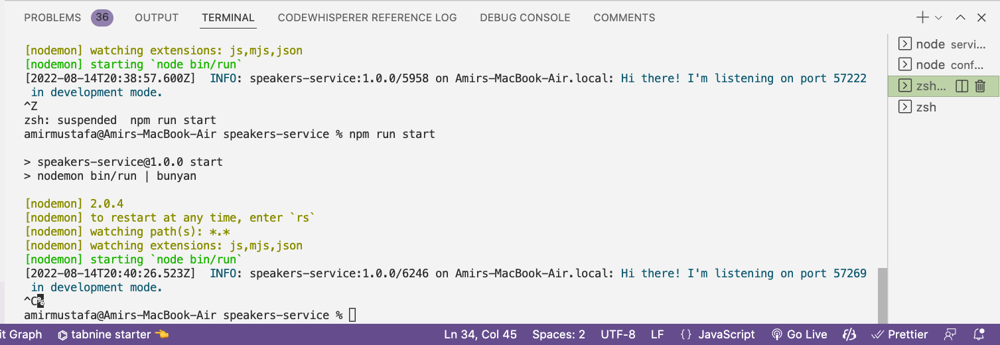 PROBLEMS 36 OUTPUT TERMINAL CODEWHISPERER REFERENCE LOG DEBUG CONSOLE COMMENTS
[nodemon] watching extensions: js,mjs,json
[nodemon] starting `node bin/run`
[2022-08-14T20:38:57.600Z]  INFO: speakers-service:1.0.0/5958 on Amirs-MacBook-Air.local: Hi there! I'm listening on port 57222
in development mode.
^Z
zsh: suspended  npm run start
amirmustafa@Amirs-MacBook-Air speakers-service % npm run start
> speakers-service@1.0.0 start
> nodemon bin/run | bunyan
[nodemon] 2.0.4
[nodemon] to restart at any time, enter `rs`
[nodemon] watching path(s): *.*
[nodemon] watching extensions: js,mjs,json
[nodemon] starting `node bin/run`
[2022-08-14T20:40:26.523Z]  INFO: speakers-service:1.0.0/6246 on Amirs-MacBook-Air.local: Hi there! I'm listening on port 57269
in development mode.
^C%
amirmustafa@Amirs-MacBook-Air speakers-service %
node servi...
node conf...
zsh...
zsh
it Graph tabnine starter Ln 34, Col 45 Spaces: 2 UTF-8 LF {} JavaScript Go Live Prettier